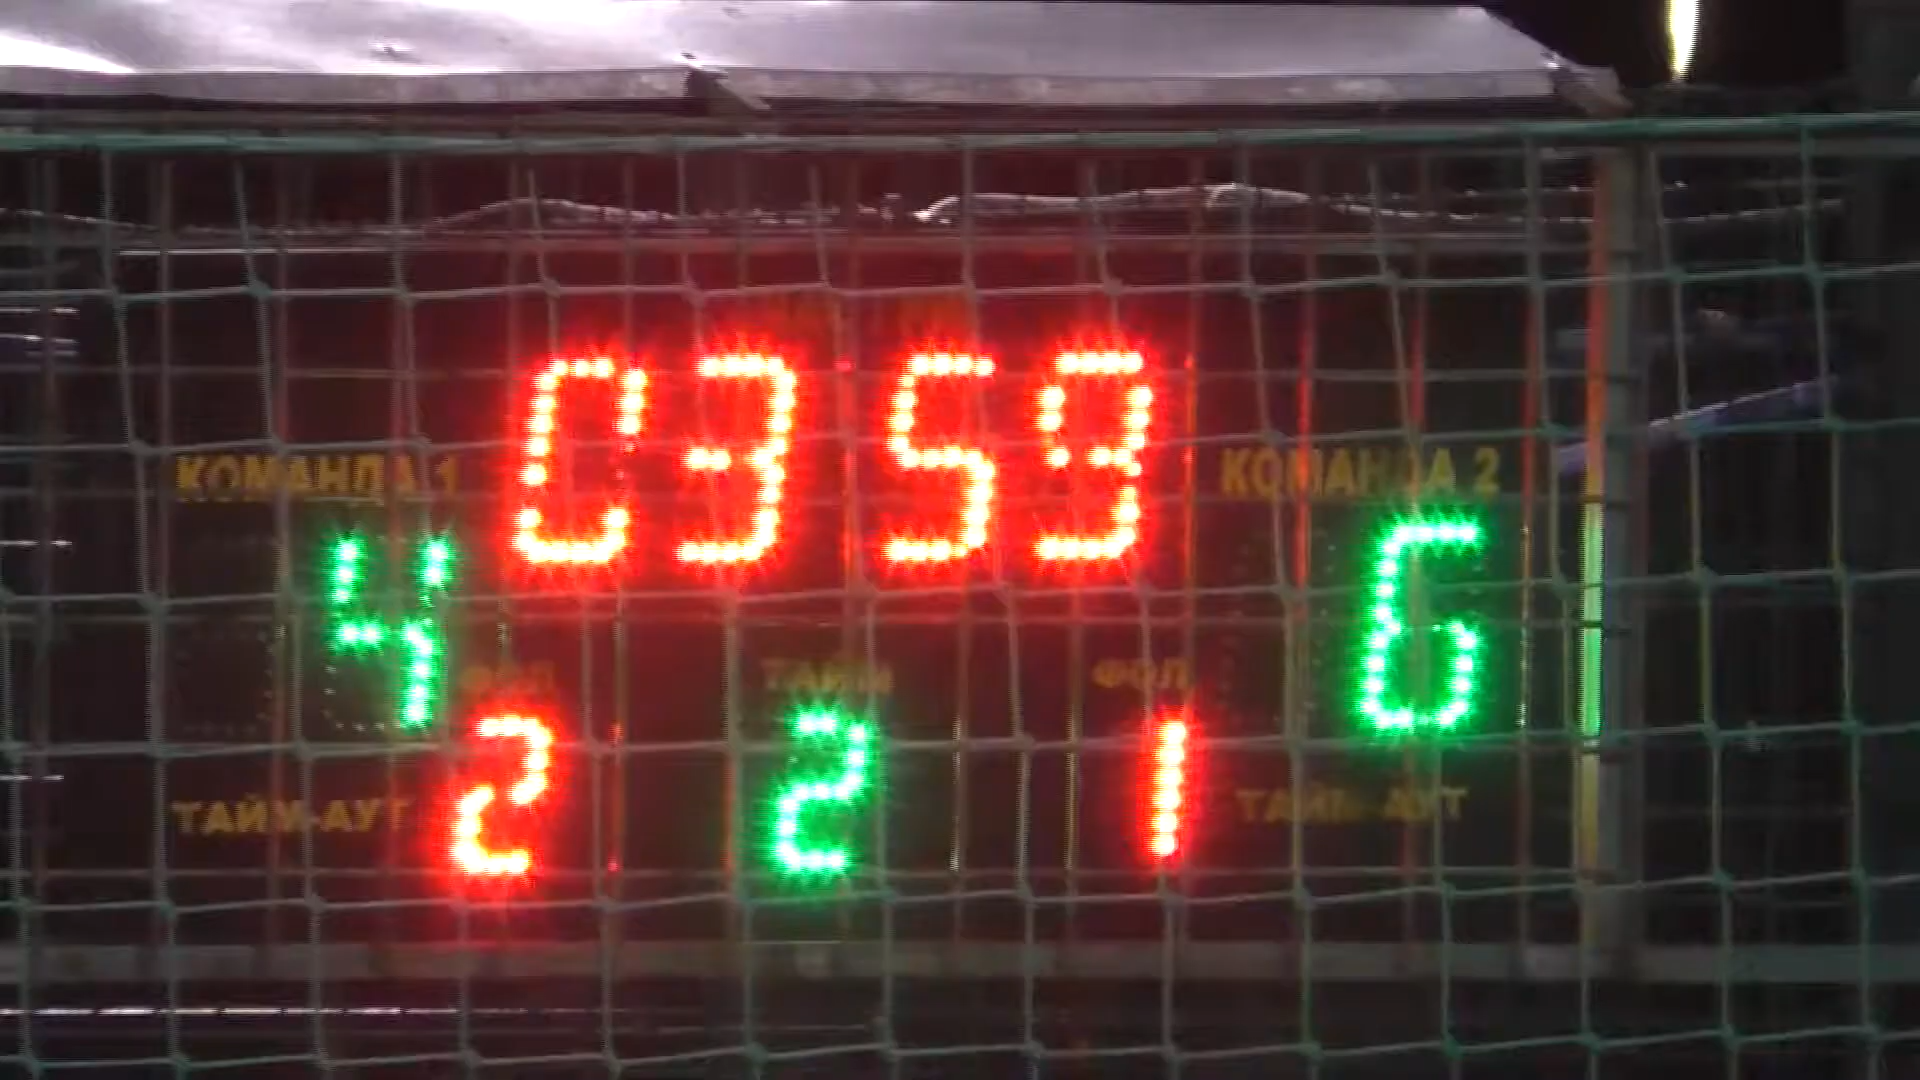 03 59
КОМАНДА 1 КОМАНДА 2
4 6
ФОЛ ТАЙМ ФОЛ
2 2 1
ТАЙМ-АУТ ТАЙМ-АУТ